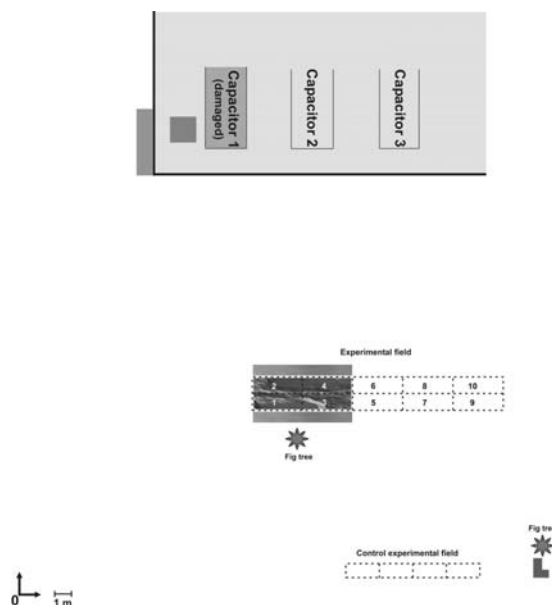 Capacitor 1
(damaged)
Capacitor 2
Capacitor 3
Experimental field
2 4 6 8 10
1 3 5 7 9
Fig tree
Fig tre
Control experimental field
0 1 m